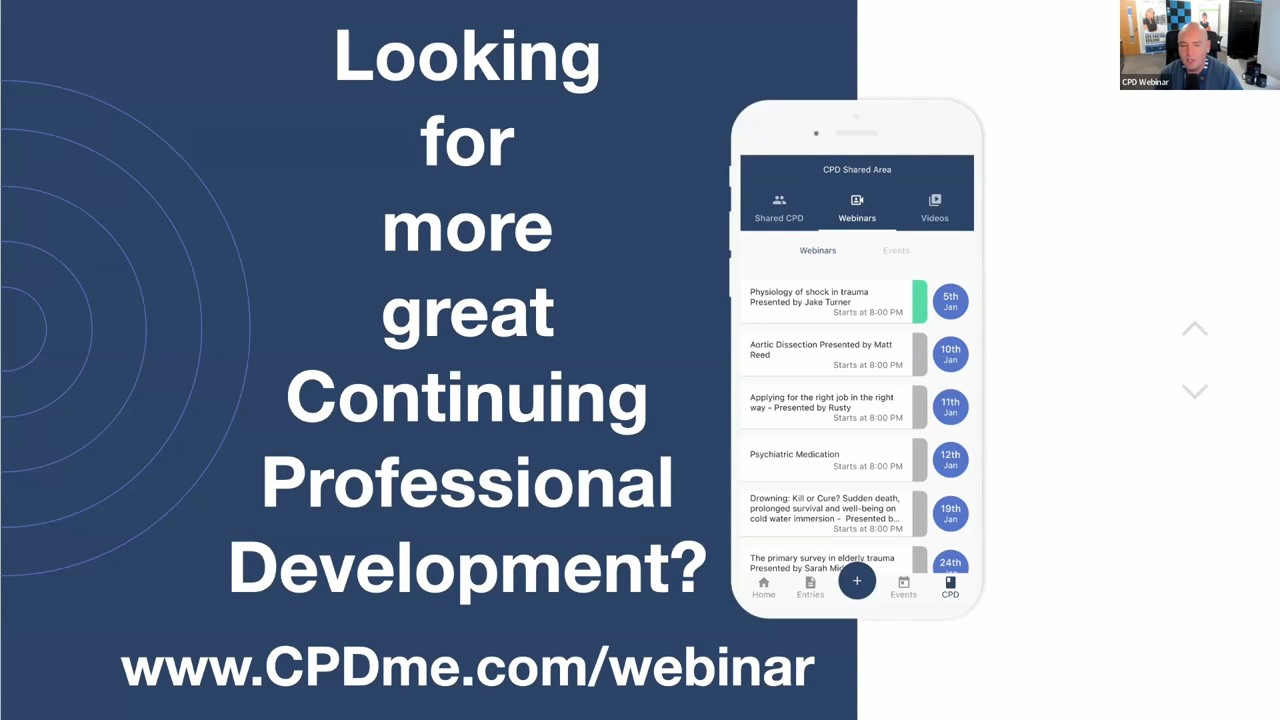 Looking
for
more
great
Continuing
Professional
Development?
www.CPDme.com/webinar
CPD Shared Area
Shared CPD
Webinars
Videos
Webinars
Events
Physiology of shock in trauma
Presented by Jake Turner
Starts at 8:00 PM
5th
Jan
Aortic Dissection Presented by Matt
Reed
Starts at 8:00 PM
10th
Jan
Applying for the right job in the right
way - Presented by Rusty
Starts at 8:00 PM
11th
Jan
Psychiatric Medication
Starts at 8:00 PM
12th
Jan
Drowning: Kill or Cure? Sudden death,
prolonged survival and well-being on
cold water immersion - Presented b...
Starts at 8:00 PM
19th
Jan
The primary survey in elderly trauma
Presented by Sarah
24th
Home
Entries
+
Events
CPD
CPD Webinar